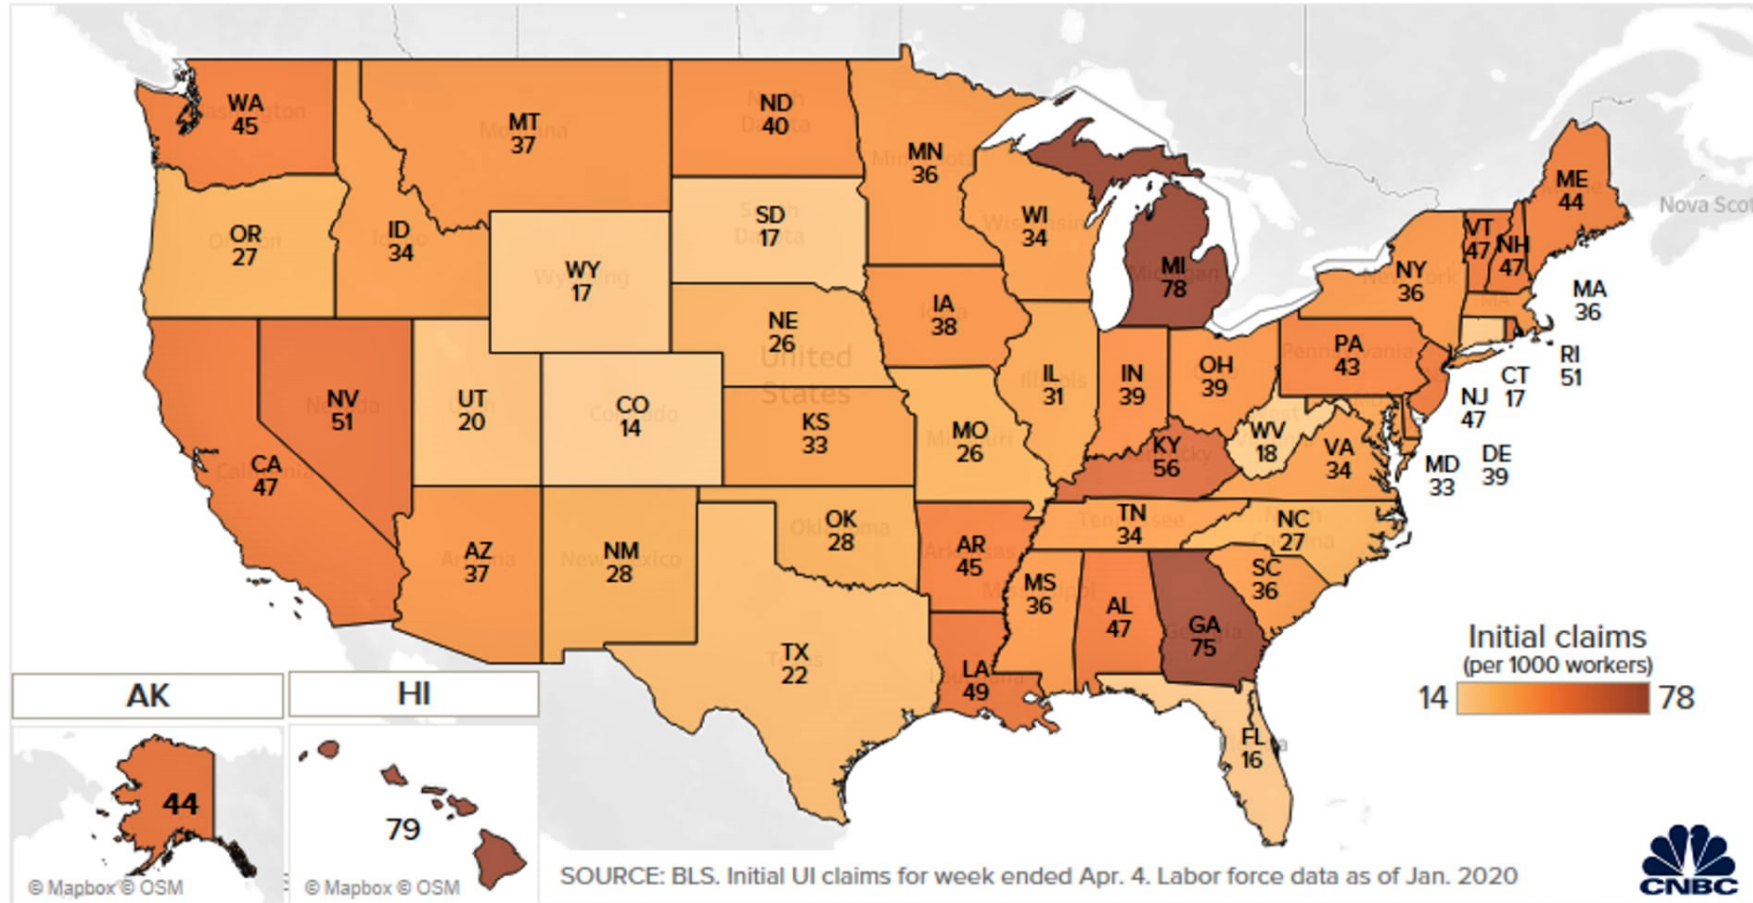 WA
45
MT
37
ND
40
MN
36
OR
27
ID
34
WY
17
SD
17
WI
34
MI
78
NY
36
VT
47
NH
47
ME
44
Nova Scot
MA
36
RI
51
CT
17
NJ
47
DE
39
MD
33
PA
43
NE
26
IA
38
IL
31
IN
39
OH
39
NV
51
UT
20
CO
14
KS
33
MO
26
KY
56
WV
18
VA
34
CA
47
AZ
37
NM
28
OK
28
AR
45
TN
34
NC
27
SC
36
MS
36
AL
47
GA
75
TX
22
LA
49
FL
16
United
States
Initial claims
(per 1000 workers)
14 78
AK
HI
44
79
© Mapbox © OSM
© Mapbox © OSM
SOURCE: BLS. Initial UI claims for week ended Apr. 4. Labor force data as of Jan. 2020
CNBC